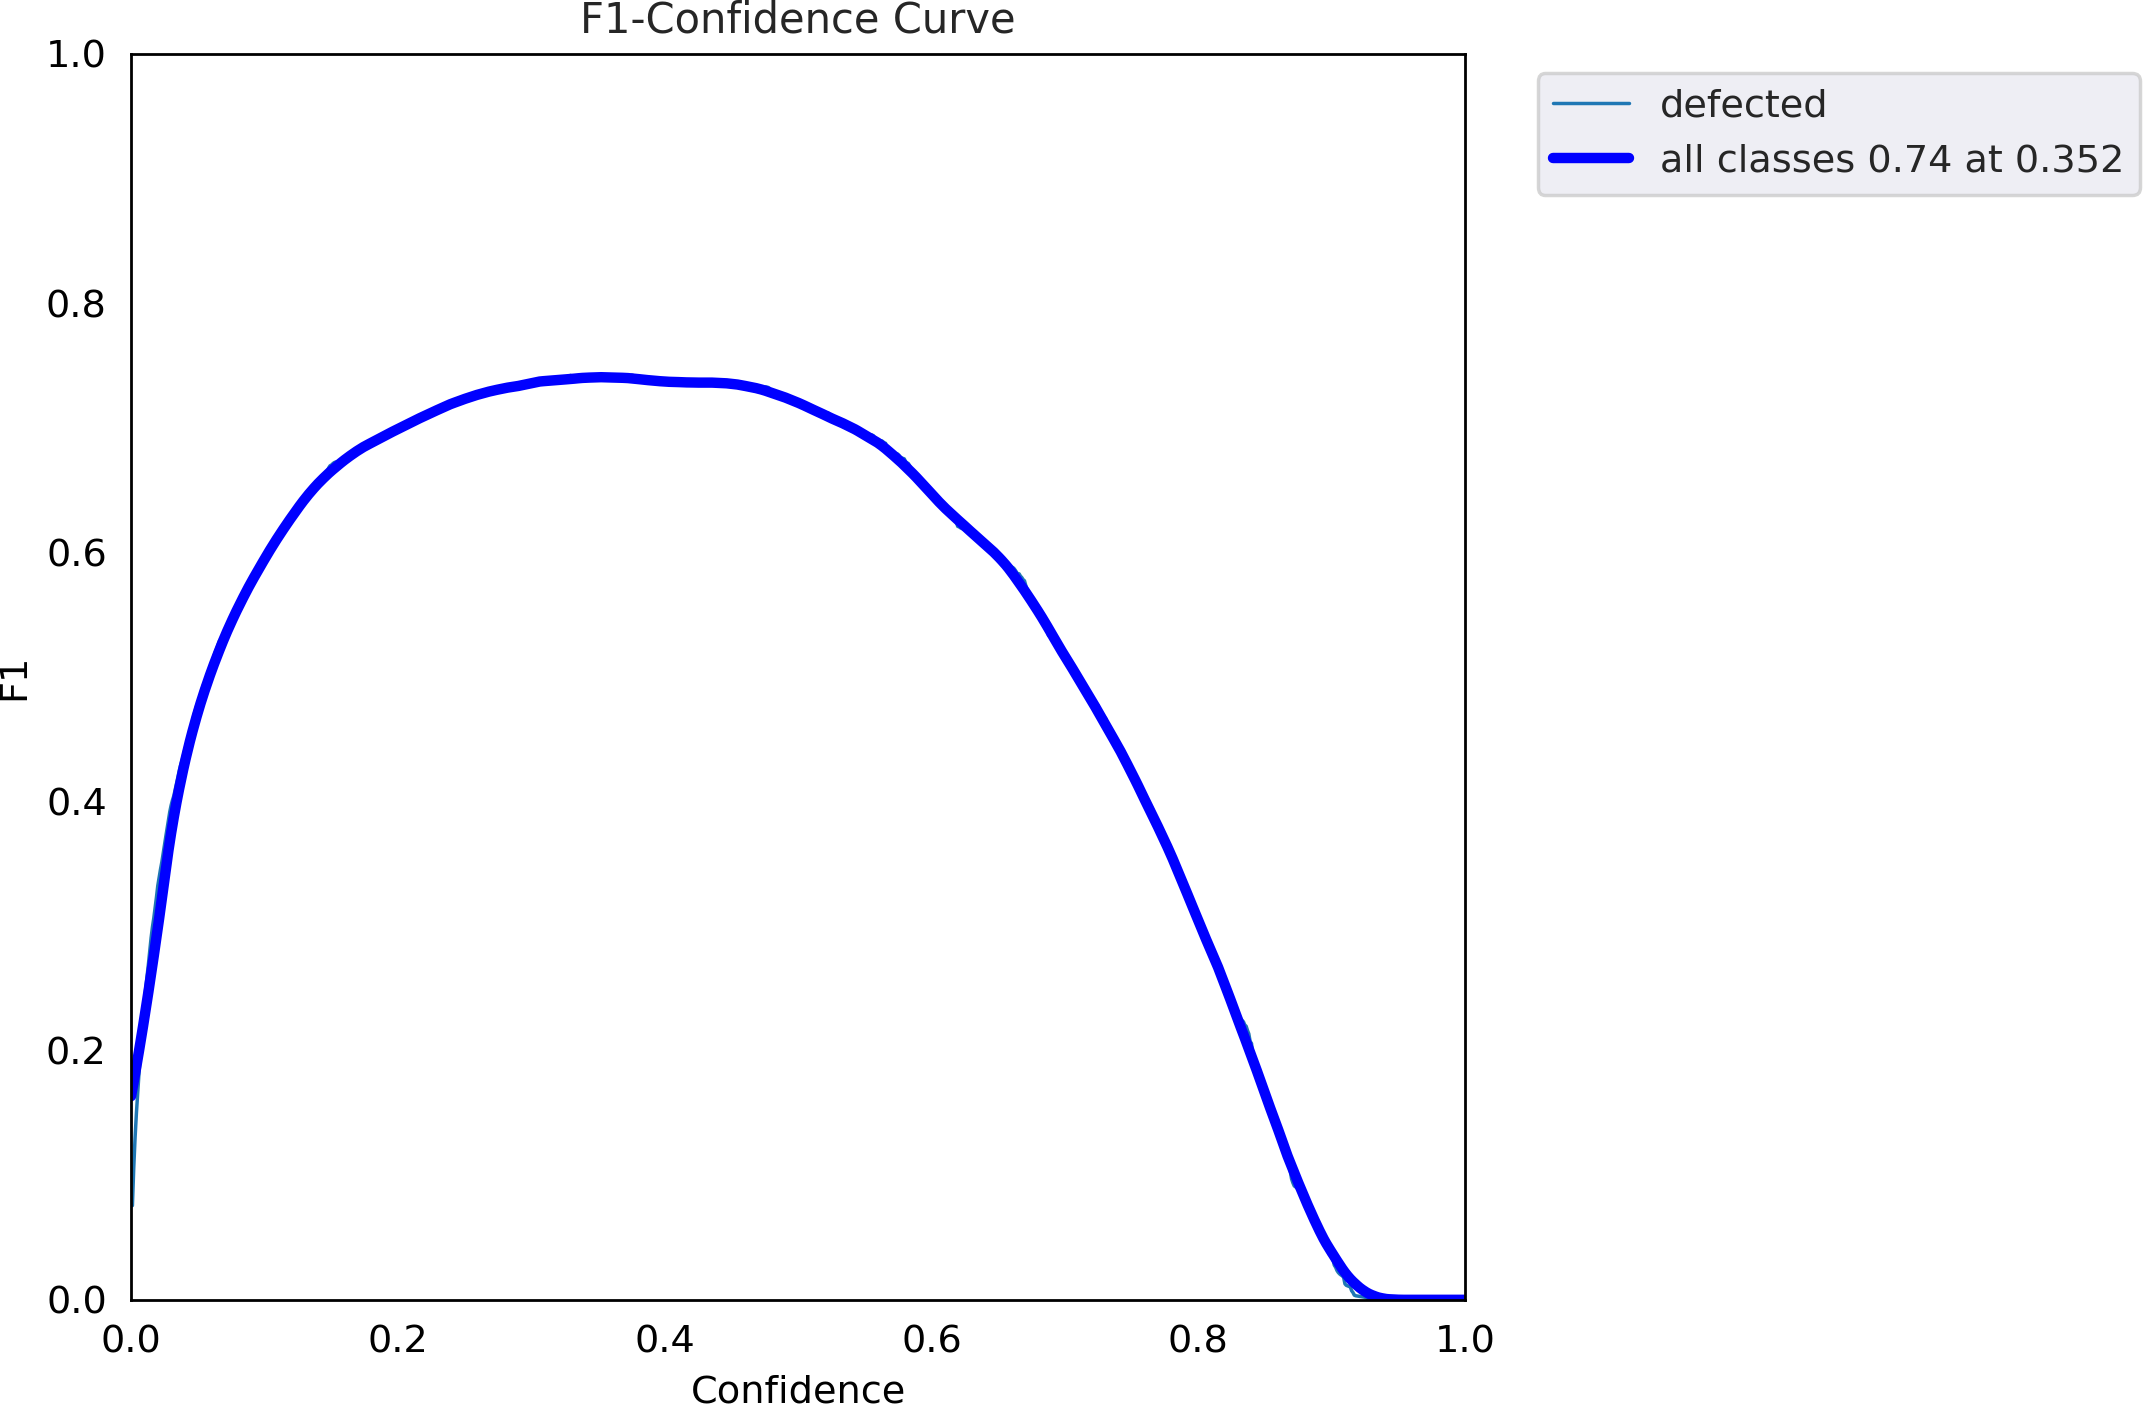 F1-Confidence Curve
1.0
0.8
0.6
0.4
0.2
0.0
F1
0.0 0.2 0.4 0.6 0.8 1.0
Confidence
defected
all classes 0.74 at 0.352